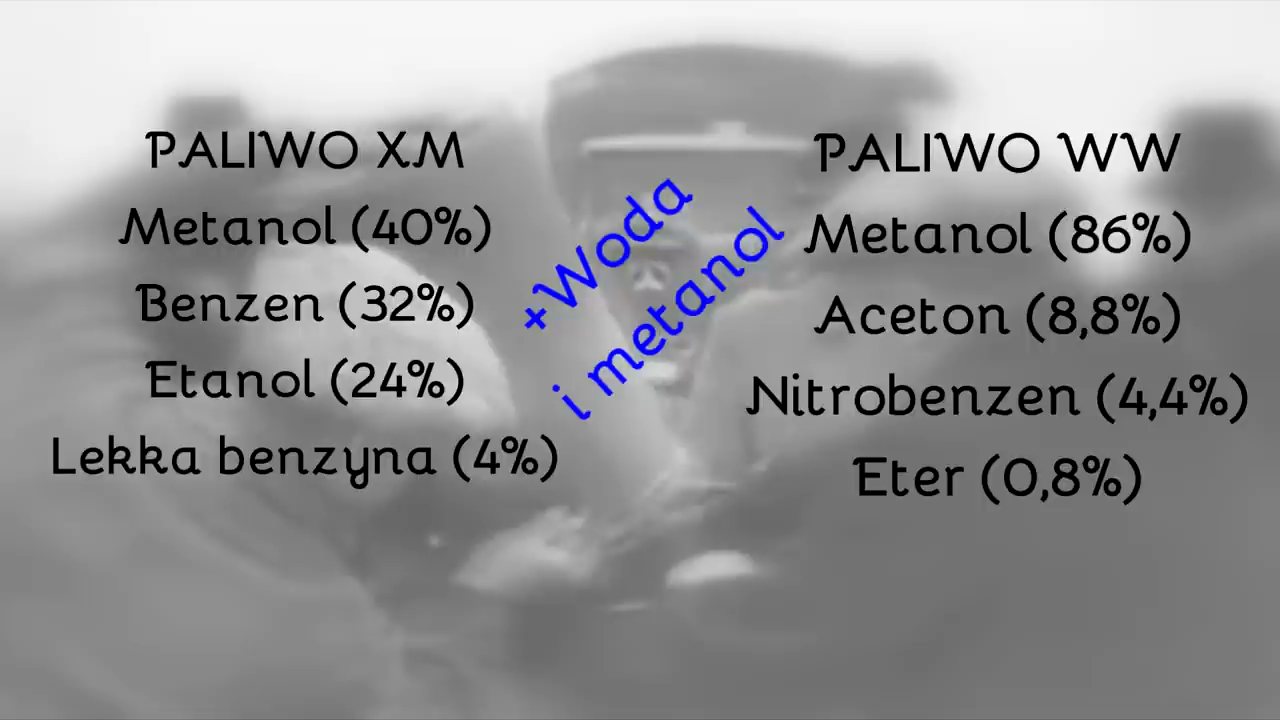 PALIWO XM
Metanol (40%)
Benzen (32%)
Etanol (24%)
Lekka benzyna (4%)
+Woda
i metanol
PALIWO WW
Metanol (86%)
Aceton (8,8%)
Nitrobenzen (4,4%)
Eter (0,8%)